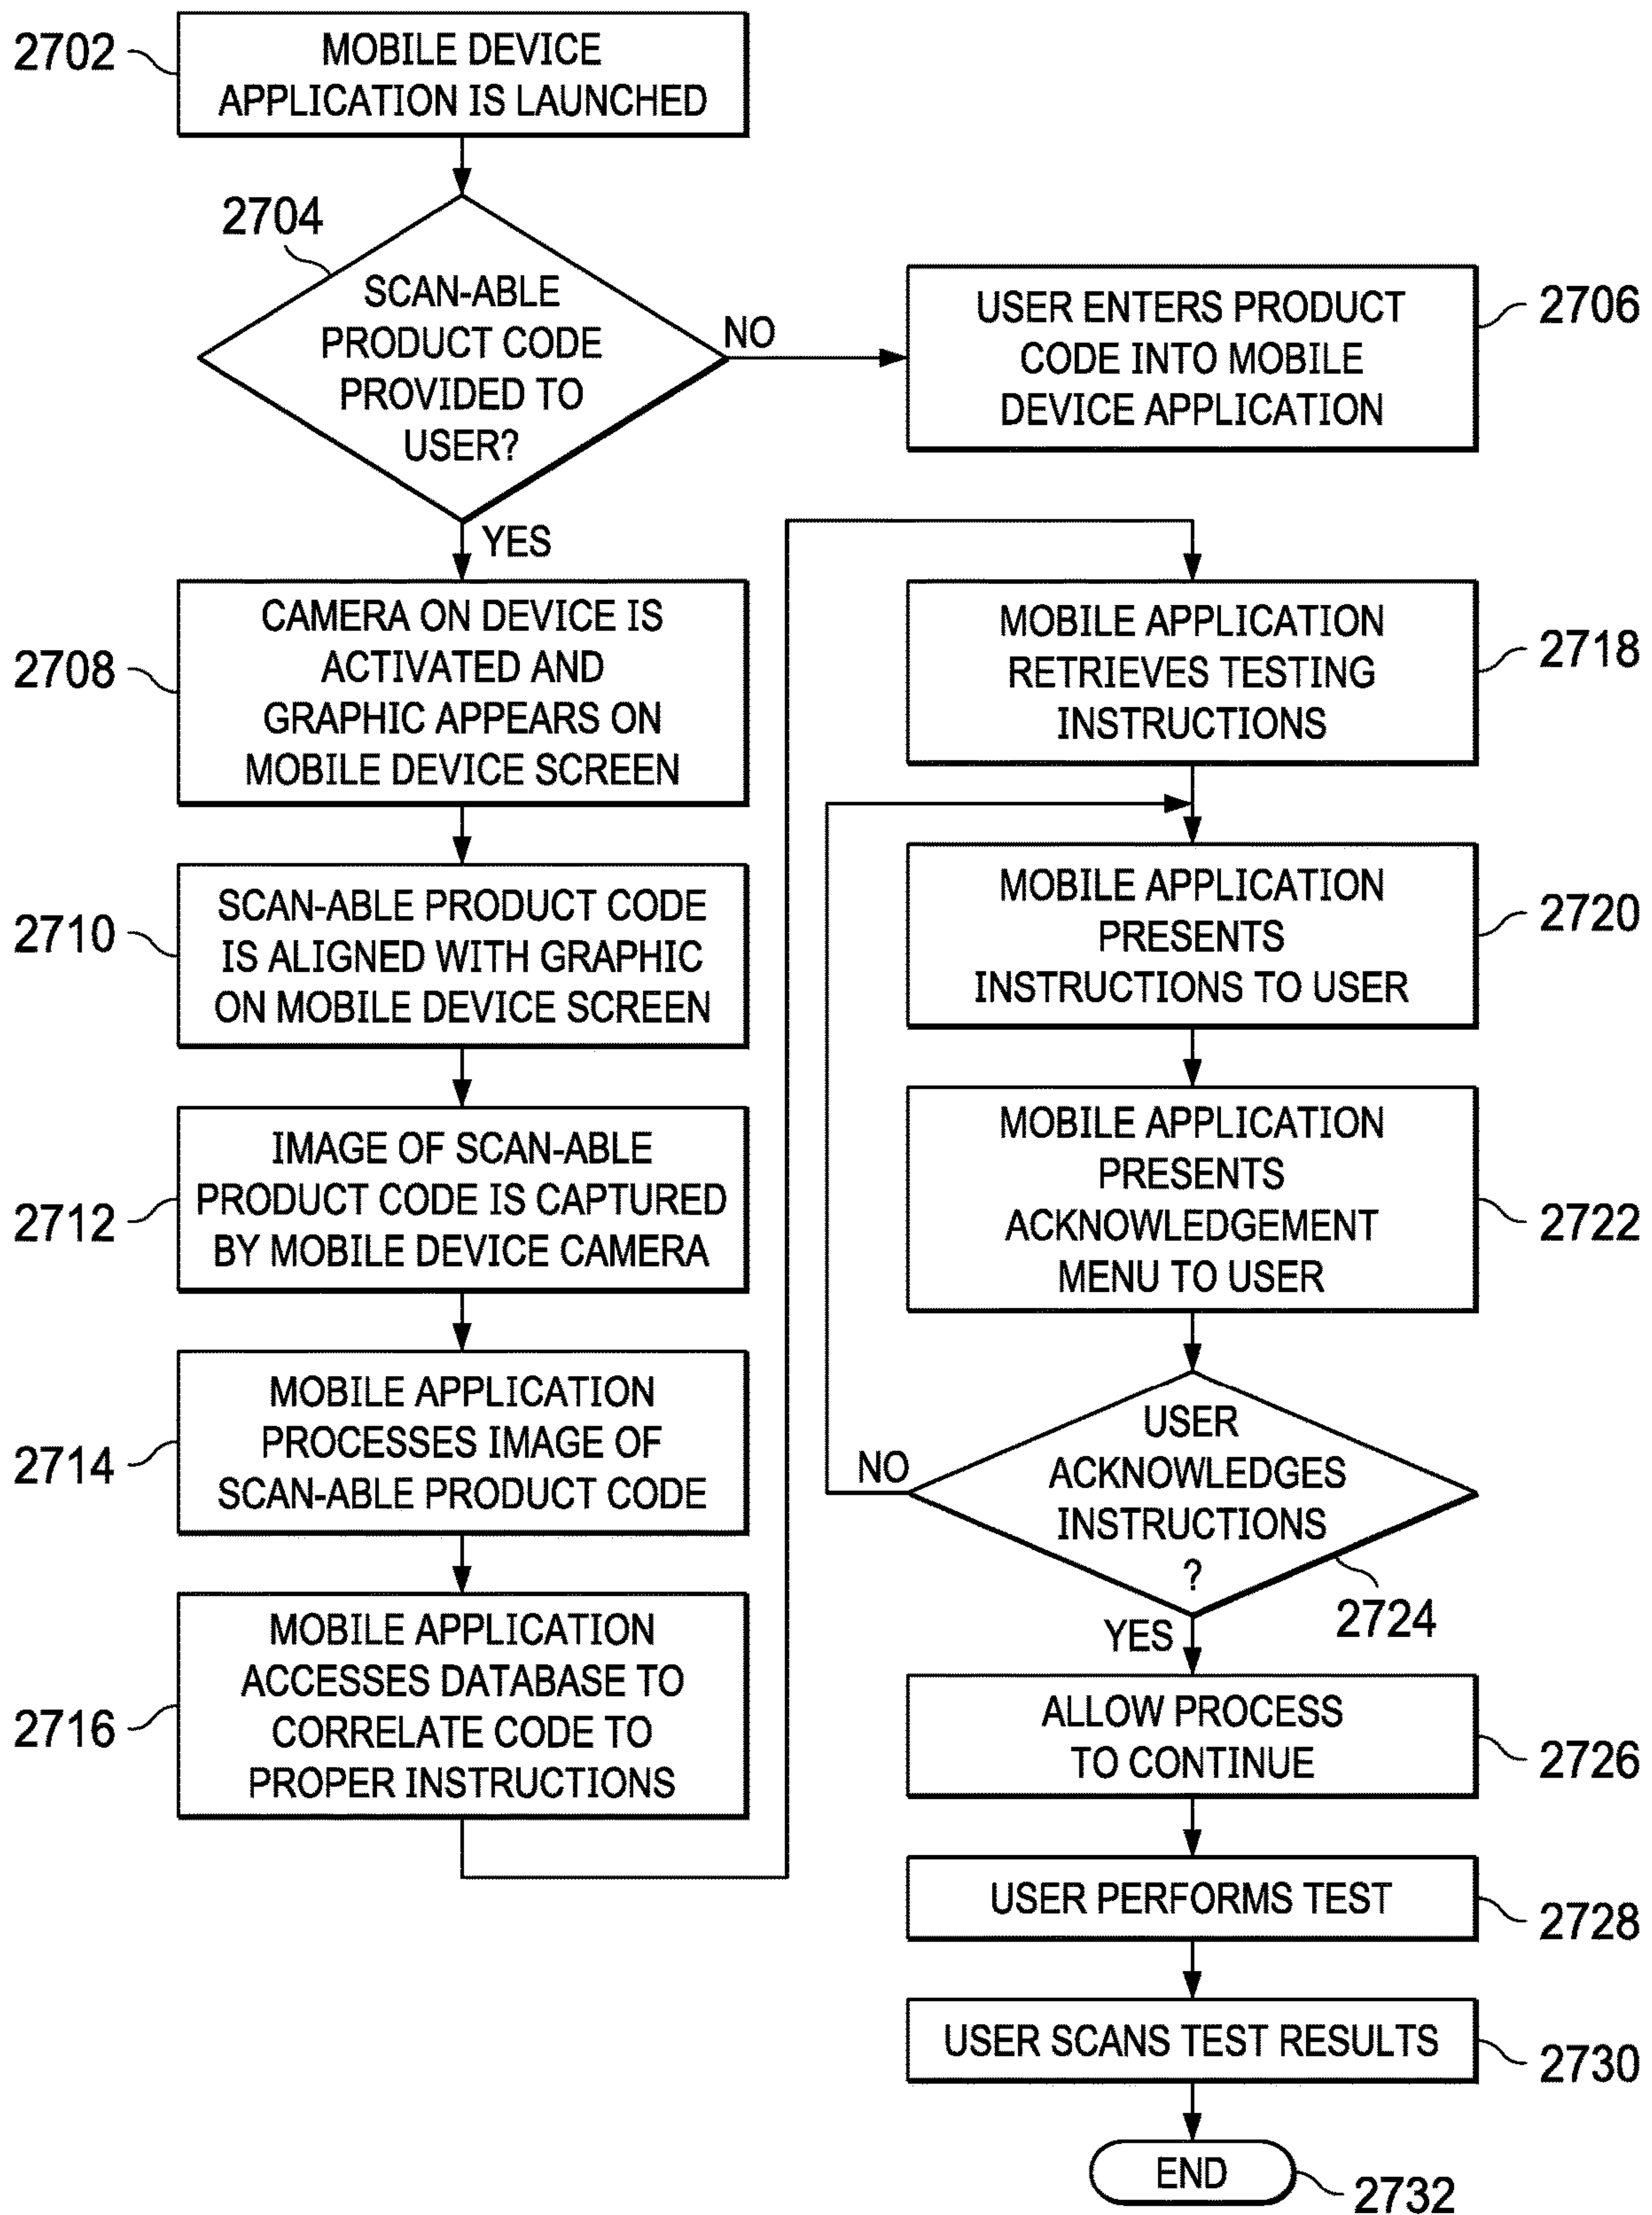 2702
MOBILE DEVICE
APPLICATION IS LAUNCHED
2704
SCAN-ABLE
PRODUCT CODE
PROVIDED TO
USER?
NO
USER ENTERS PRODUCT
CODE INTO MOBILE
DEVICE APPLICATION
2706
YES
2708
CAMERA ON DEVICE IS
ACTIVATED AND
GRAPHIC APPEARS ON
MOBILE DEVICE SCREEN
2710
SCAN-ABLE PRODUCT CODE
IS ALIGNED WITH GRAPHIC
ON MOBILE DEVICE SCREEN
2712
IMAGE OF SCAN-ABLE
PRODUCT CODE IS CAPTURED
BY MOBILE DEVICE CAMERA
2714
MOBILE APPLICATION
PROCESSES IMAGE OF
SCAN-ABLE PRODUCT CODE
2716
MOBILE APPLICATION
ACCESSES DATABASE TO
CORRELATE CODE TO
PROPER INSTRUCTIONS
MOBILE APPLICATION
RETRIEVES TESTING
INSTRUCTIONS
2718
MOBILE APPLICATION
PRESENTS
INSTRUCTIONS TO USER
2720
MOBILE APPLICATION
PRESENTS
ACKNOWLEDGEMENT
MENU TO USER
2722
USER
ACKNOWLEDGES
INSTRUCTIONS
?
NO
2724
YES
ALLOW PROCESS
TO CONTINUE
2726
USER PERFORMS TEST
2728
USER SCANS TEST RESULTS
2730
END
2732